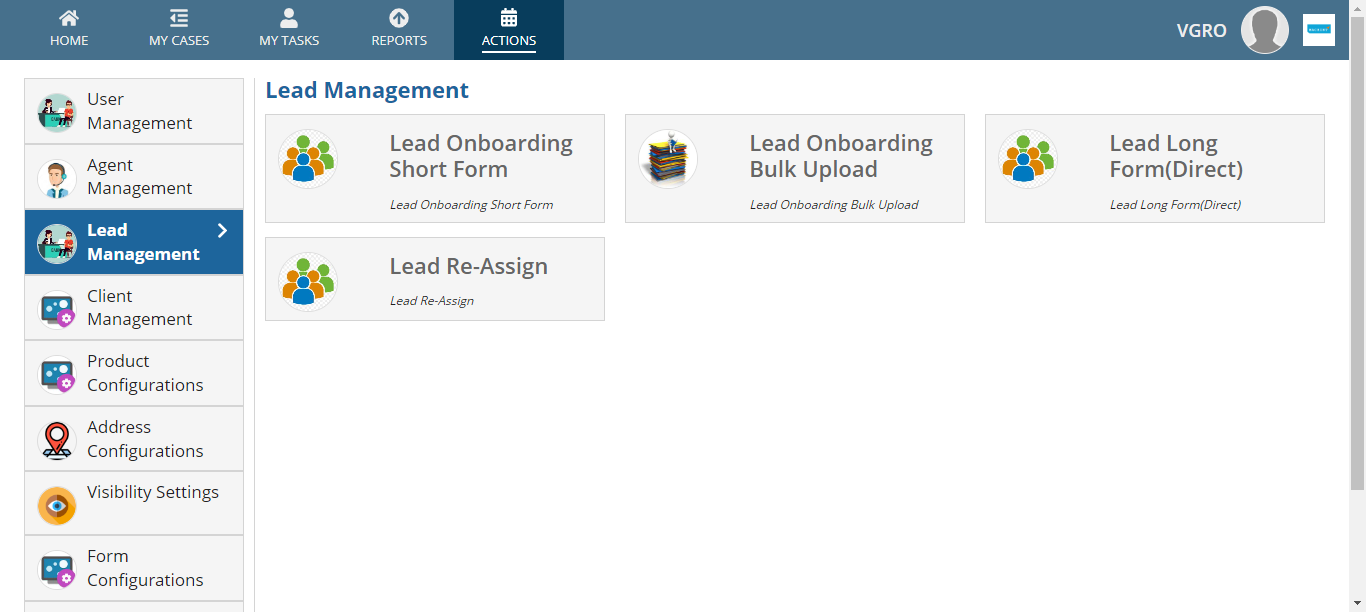 HOME
MY CASES
MY TASKS
REPORTS
ACTIONS
VGRO
User
Management
Agent
Management
Lead
Management
Client
Management
Product
Configurations
Address
Configurations
Visibility Settings
Form
Configurations
Lead Management
Lead Onboarding
Short Form
Lead Onboarding Short Form
Lead Onboarding
Bulk Upload
Lead Onboarding Bulk Upload
Lead Long
Form(Direct)
Lead Long Form(Direct)
Lead Re-Assign
Lead Re-Assign